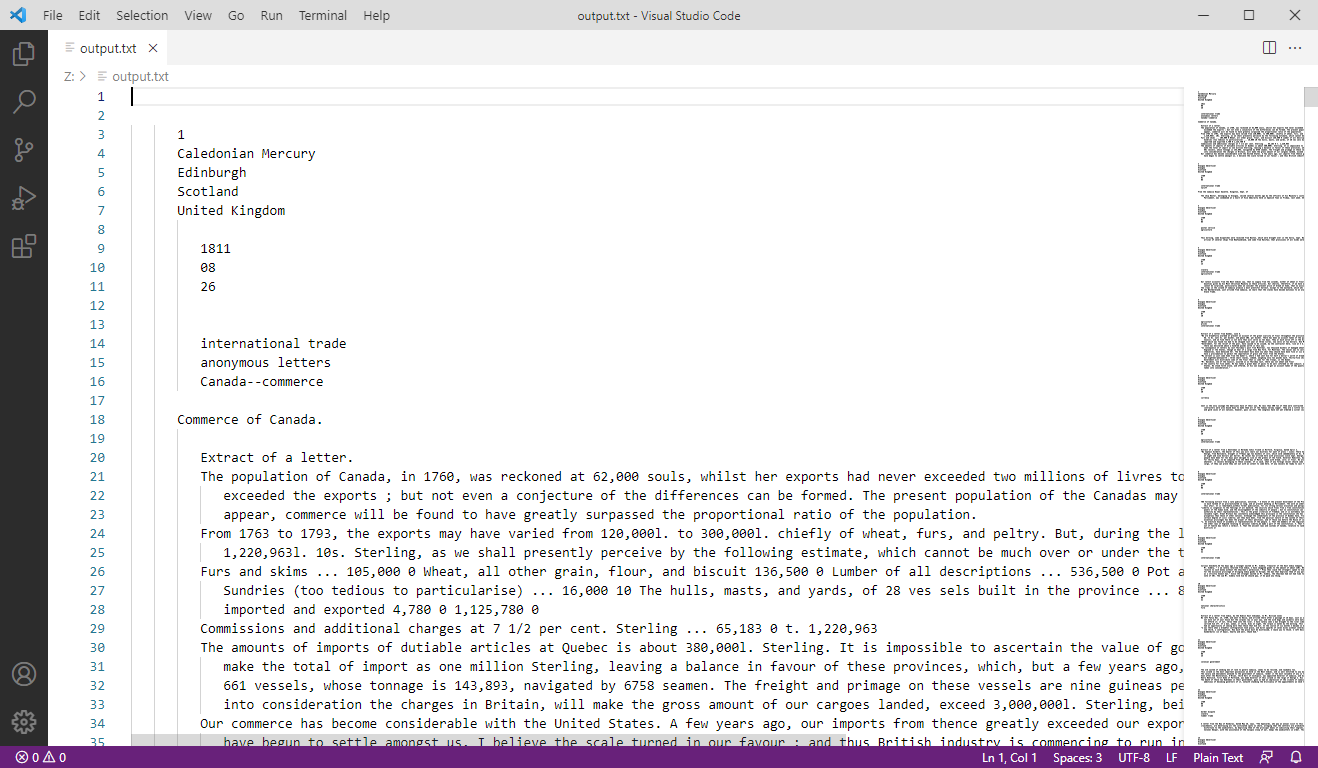 File Edit Selection View Go Run Terminal Help output.txt - Visual Studio Code
output.txt
Z: > output.txt
1
2
3 1
4 Caledonian Mercury
5 Edinburgh
6 Scotland
7 United Kingdom
8
9 1811
10 08
11 26
12
13
14 international trade
15 anonymous letters
16 Canada--commerce
17
18 Commerce of Canada.
19
20 Extract of a letter.
21 The population of Canada, in 1760, was reckoned at 62,000 souls, whilst her exports had never exceeded two millions of livres to
22 exceeded the exports ; but not even a conjecture of the differences can be formed. The present population of the Canadas may
23 appear, commerce will be found to have greatly surpassed the proportional ratio of the population.
24 From 1763 to 1793, the exports may have varied from 120,000l. to 300,000l. chiefly of wheat, furs, and peltry. But, during the l
25 1,220,963l. 10s. Sterling, as we shall presently perceive by the following estimate, which cannot be much over or under the t
26 Furs and skims ... 105,000 0 Wheat, all other grain, flour, and biscuit 136,500 0 Lumber of all descriptions ... 536,500 0 Pot a
27 Sundries (too tedious to particularise) ... 16,000 10 The hulls, masts, and yards, of 28 ves sels built in the province ... 8
28 imported and exported 4,780 0 1,125,780 0
29 Commissions and additional charges at 7 1/2 per cent. Sterling ... 65,183 0 t. 1,220,963
30 The amounts of imports of dutiable articles at Quebec is about 380,000l. Sterling. It is impossible to ascertain the value of go
31 make the total of import as one million Sterling, leaving a balance in favour of these provinces, which, but a few years ago,
32 661 vessels, whose tonnage is 143,893, navigated by 6758 seamen. The freight and primage on these vessels are nine guineas pe
33 into consideration the charges in Britain, will make the gross amount of our cargoes landed, exceed 3,000,000l. Sterling, bei
34 Our commerce has become considerable with the United States. A few years ago, our imports from thence greatly exceeded our expor
35 have begun to settle amongst us. I believe the scale turned in our favour ; and thus British industry is commencing to run in
0 0 Ln 1, Col 1 Spaces: 3 UTF-8 LF Plain Text